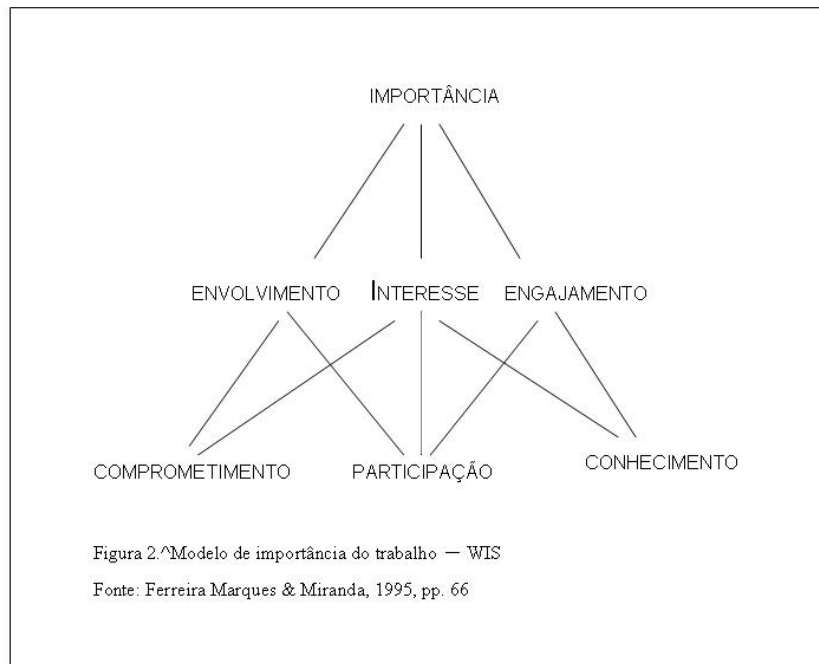 IMPORTÂNCIA
ENVOLVIMENTO INTERESSE ENGAJAMENTO
COMPROMETIMENTO PARTICIPAÇÃO CONHECIMENTO
Figura 2.^Modelo de importância do trabalho — WIS
Fonte: Ferreira Marques & Miranda, 1995, pp. 66